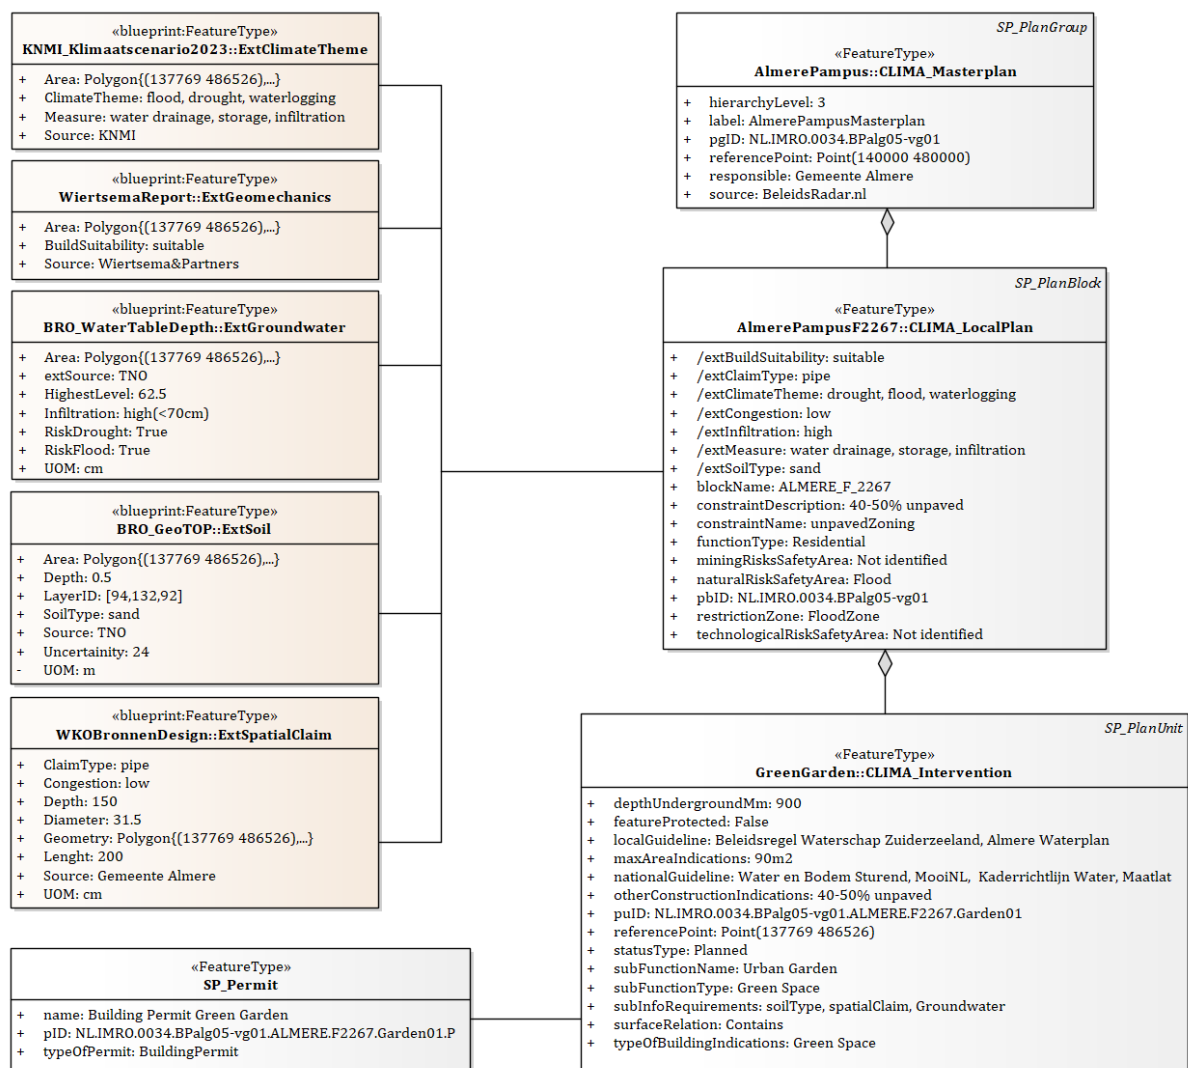 «blueprint:FeatureType»
KNMI_Klimaatscenario2023::ExtClimateTheme
+ Area: Polygon{(137769 486526),...}
+ ClimateTheme: flood, drought, waterlogging
+ Measure: water drainage, storage, infiltration
+ Source: KNMI
«blueprint:FeatureType»
WiertsemaReport::ExtGeomechanics
+ Area: Polygon{(137769 486526),...}
+ BuildSuitability: suitable
+ Source: Wiertsema&Partners
«blueprint:FeatureType»
BRO_WaterTableDepth::ExtGroundwater
+ Area: Polygon{(137769 486526),...}
+ extSource: TNO
+ HighestLevel: 62.5
+ Infiltration: high(<70cm)
+ RiskDrought: True
+ RiskFlood: True
+ UOM: cm
«blueprint:FeatureType»
BRO_GeoTOP::ExtSoil
+ Area: Polygon{(137769 486526),...}
+ Depth: 0.5
+ LayerID: [94,132,92]
+ SoilType: sand
+ Source: TNO
+ Uncertainity: 24
- UOM: m
«blueprint:FeatureType»
WKOBronnenDesign::ExtSpatialClaim
+ ClaimType: pipe
+ Congestion: low
+ Depth: 150
+ Diameter: 31.5
+ Geometry: Polygon{(137769 486526),...}
+ Lenght: 200
+ Source: Gemeente Almere
+ UOM: cm
«FeatureType»
SP_Permit
+ name: Building Permit Green Garden
+ pID: NL.IMRO.0034.BPalg05-vg01.ALMERE.F2267.Garden01.P
+ typeOfPermit: BuildingPermit
SP_PlanGroup
«FeatureType»
AlmerePampus::CLIMA_Masterplan
+ hierarchyLevel: 3
+ label: AlmerePampusMasterplan
+ pgID: NL.IMRO.0034.BPalg05-vg01
+ referencePoint: Point(140000 480000)
+ responsible: Gemeente Almere
+ source: BeleidsRadar.nl
SP_PlanBlock
«FeatureType»
AlmerePampusF2267::CLIMA_LocalPlan
+ /extBuildSuitability: suitable
+ /extClaimType: pipe
+ /extClimateTheme: drought, flood, waterlogging
+ /extCongestion: low
+ /extInfiltration: high
+ /extMeasure: water drainage, storage, infiltration
+ /extSoilType: sand
+ blockName: ALMERE_F_2267
+ constraintDescription: 40-50% unpaved
+ constraintName: unpavedZoning
+ functionType: Residential
+ miningRisksSafetyArea: Not identified
+ naturalRiskSafetyArea: Flood
+ pbID: NL.IMRO.0034.BPalg05-vg01
+ restrictionZone: FloodZone
+ technologicalRiskSafetyArea: Not identified
SP_PlanUnit
«FeatureType»
GreenGarden::CLIMA_Intervention
+ depthUndergroundMm: 900
+ featureProtected: False
+ localGuideline: Beleidsregel Waterschap Zuiderzeeland, Almere Waterplan
+ maxAreaIndications: 90m2
+ nationalGuideline: Water en Bodem Sturend, MooiNL, Kaderrichtlijn Water, Maatlat
+ otherConstructionIndications: 40-50% unpaved
+ puID: NL.IMRO.0034.BPalg05-vg01.ALMERE.F2267.Garden01
+ referencePoint: Point(137769 486526)
+ statusType: Planned
+ subFunctionName: Urban Garden
+ subFunctionType: Green Space
+ subInfoRequirements: soilType, spatialClaim, Groundwater
+ surfaceRelation: Contains
+ typeOfBuildingIndications: Green Space